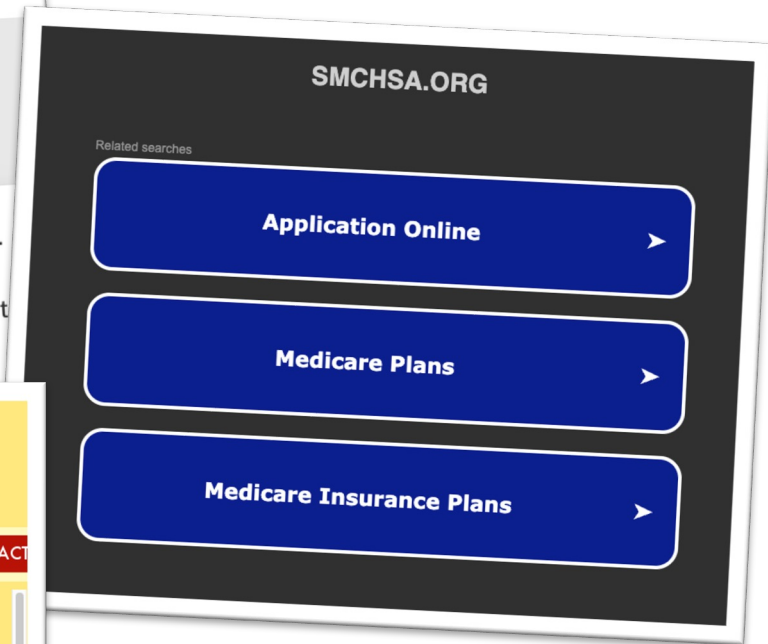 SMCHSA.ORG
Related searches
Application Online
Medicare Plans
Medicare Insurance Plans